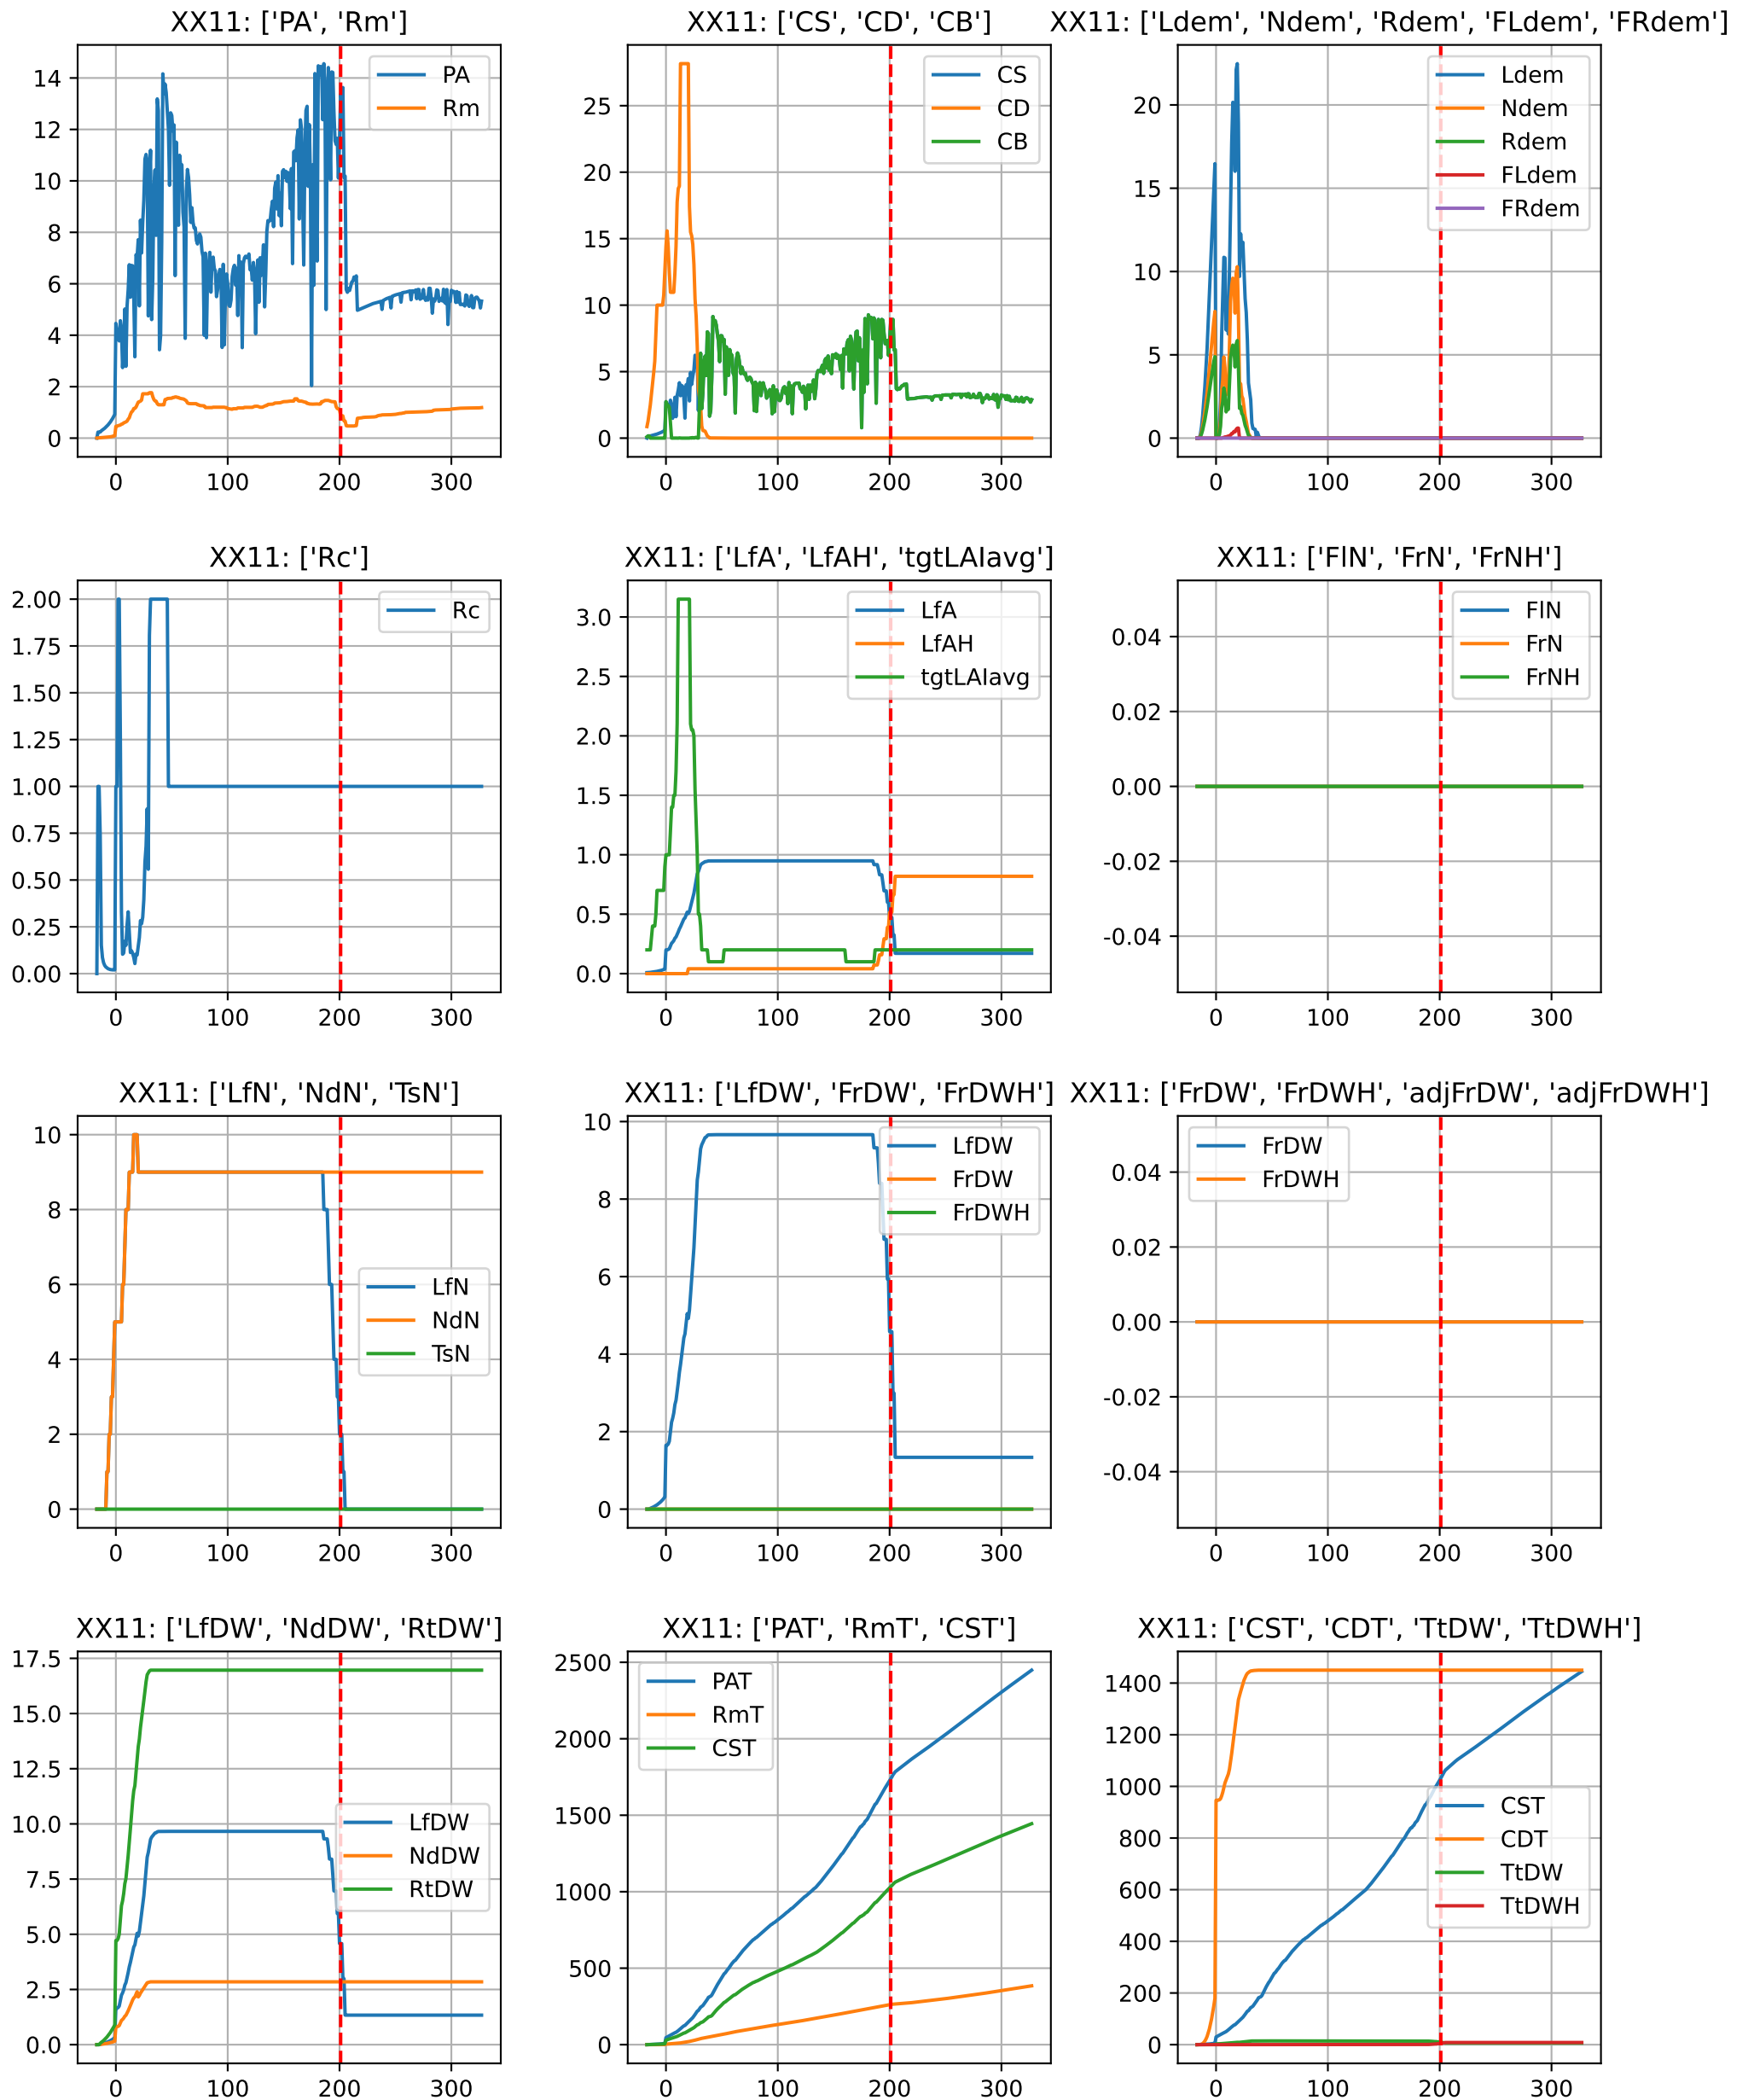 XX11: ['PA', 'Rm']
14
12
10
8
6
4
2
0
0 100 200 300
PA
Rm
XX11: ['CS', 'CD', 'CB']
25
20
15
10
5
0
0 100 200 300
CS
CD
CB
XX11: ['Ldem', 'Ndem', 'Rdem', 'FLdem', 'FRdem']
20
15
10
5
0
0 100 200 300
Ldem
Ndem
Rdem
FLdem
FRdem
XX11: ['Rc']
2.00
1.75
1.50
1.25
1.00
0.75
0.50
0.25
0.00
0 100 200 300
Rc
XX11: ['LfA', 'LfAH', 'tgtLAIavg']
3.0
2.5
2.0
1.5
1.0
0.5
0.0
0 100 200 300
LfA
LfAH
tgtLAIavg
XX11: ['FlN', 'FrN', 'FrNH']
0.04
0.02
0.00
-0.02
-0.04
0 100 200 300
FlN
FrN
FrNH
XX11: ['LfN', 'NdN', 'TsN']
10
8
6
4
2
0
0 100 200 300
LfN
NdN
TsN
XX11: ['LfDW', 'FrDW', 'FrDWH']
10
8
6
4
2
0
0 100 200 300
LfDW
FrDW
FrDWH
XX11: ['FrDW', 'FrDWH', 'adjFrDW', 'adjFrDWH']
0.04
0.02
0.00
-0.02
-0.04
0 100 200 300
FrDW
FrDWH
XX11: ['LfDW', 'NdDW', 'RtDW']
17.5
15.0
12.5
10.0
7.5
5.0
2.5
0.0
0 100 200 300
LfDW
NdDW
RtDW
XX11: ['PAT', 'RmT', 'CST']
2500
2000
1500
1000
500
0
0 100 200 300
PAT
RmT
CST
XX11: ['CST', 'CDT', 'TtDW', 'TtDWH']
1400
1200
1000
800
600
400
200
0
0 100 200 300
CST
CDT
TtDW
TtDWH